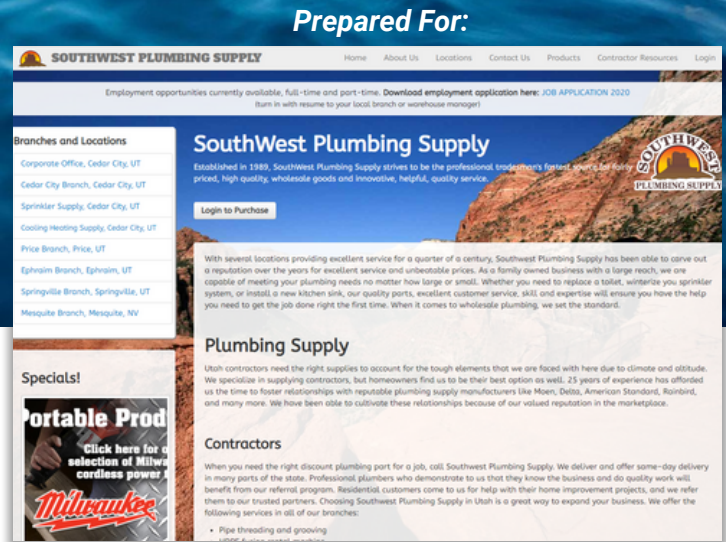 Prepared For:
SOUTHWEST PLUMBING SUPPLY
Home About Us Locations Contact Us Products Contractor Resources Login
Employment opportunities currently available, full-time and part-time. Download employment application here: JOB APPLICATION 2020
(turn in with resume to your local branch or warehouse manager)
Branches and Locations
Corporate Office, Cedar City, UT
Cedar City Branch, Cedar City, UT
Sprinkler Supply, Cedar City, UT
Cooling Heating Supply, Cedar City, UT
Price Branch, Price, UT
Ephraim Branch, Ephraim, UT
Springville Branch, Springville, UT
Mesquite Branch, Mesquite, NV
SouthWest Plumbing Supply
Established in 1989, SouthWest Plumbing Supply strives to be the professional tradesman's fastest source for fairly
priced, high quality, wholesale goods and innovative, helpful, quality service.
SOUTHWEST
PLUMBING SUPPLY
Login to Purchase
With several locations providing excellent service for a quarter of a century, Southwest Plumbing Supply has been able to carve out
a reputation over the years for excellent service and unbeatable prices. As a family owned business with a large reach, we are
capable of meeting your plumbing needs no matter how large or small. Whether you need to replace a toilet, winterize you sprinkler
system, or install a new kitchen sink, our quality parts, excellent customer service, skill and expertise will ensure you have the help
you need to get the job done right the first time. When it comes to wholesale plumbing, we set the standard.
Plumbing Supply
Utah contractors need the right supplies to account for the tough elements that we are faced with here due to climate and altitude.
We specialize in supplying contractors, but homeowners find us to be their best option as well. 25 years of experience has afforded
us the time to foster relationships with reputable plumbing supply manufacturers like Moen, Delta, American Standard, Rainbird,
and many more. We have been able to cultivate these relationships because of our valued reputation in the marketplace.
Contractors
When you need the right discount plumbing part for a job, call Southwest Plumbing Supply. We deliver and offer same-day delivery
in many parts of the state. Professional plumbers who demonstrate to us that they know the business and do quality work will
benefit from our referral program. Residential customers come to us for help with their home improvement projects, and we refer
them to our trusted partners. Choosing Southwest Plumbing Supply in Utah is a great way to expand your business. We offer the
following services in all of our branches:
• Pipe threading and grooving
Specials!
Portable Prod
Click here for a
selection of Milwa
cordless power
Milwaukee